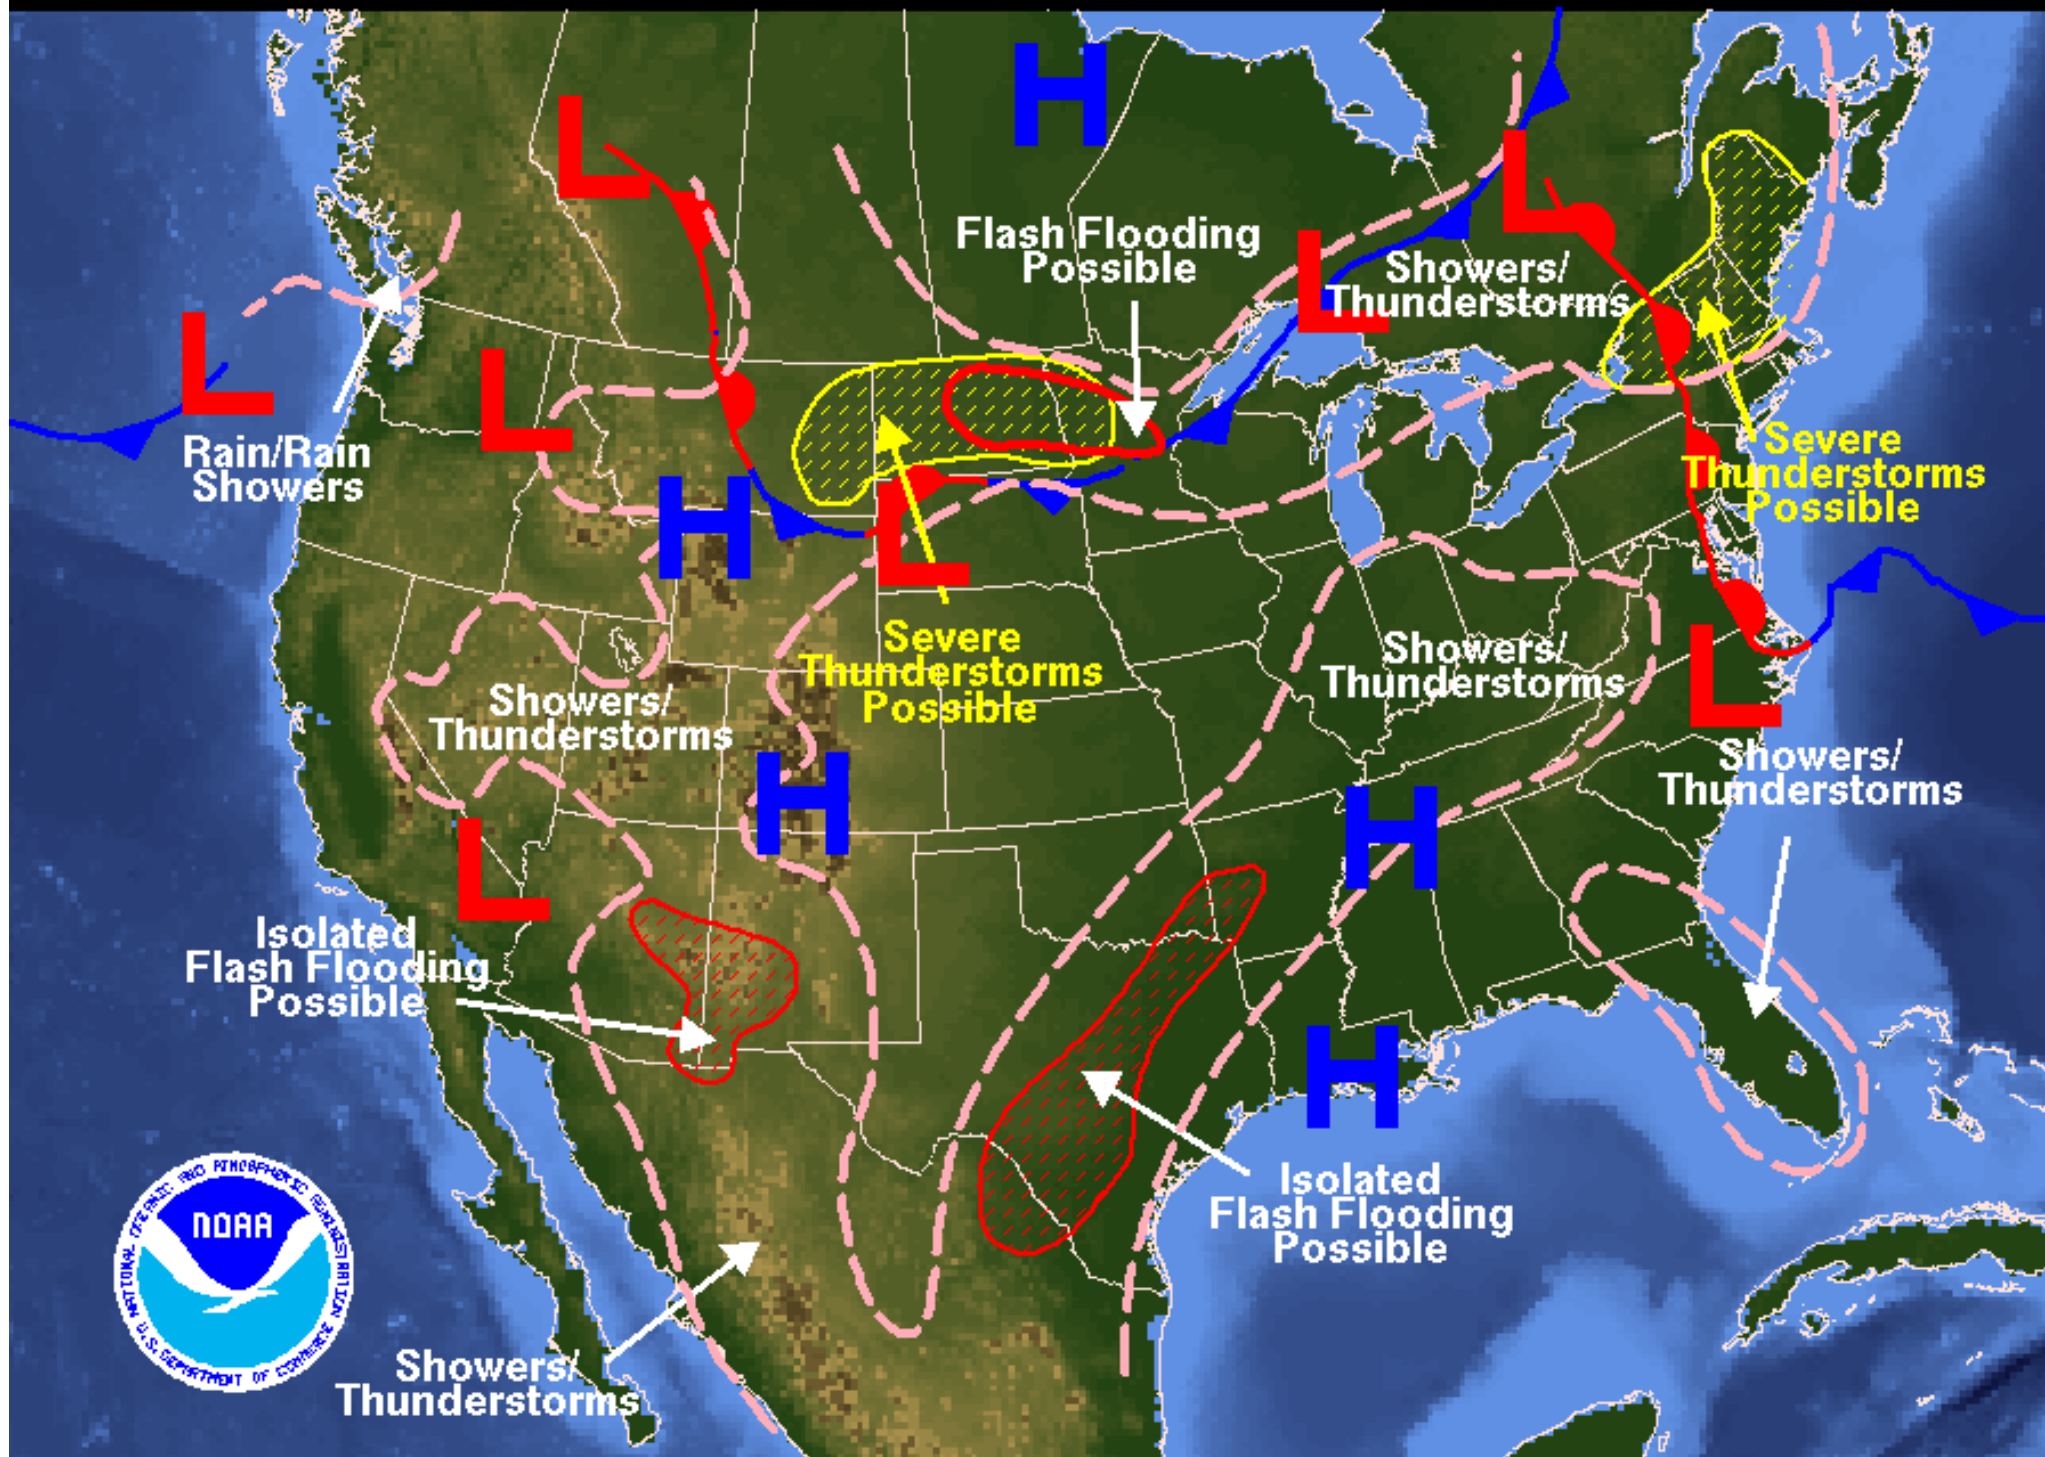 H
L
Flash Flooding
Possible
L
L
Showers/
Thunderstorms
L
L
Rain/Rain
Showers
Severe
Thunderstorms
Possible
H
L
Severe
Thunderstorms
Possible
Showers/
Thunderstorms
L
Showers/
Thunderstorms
Showers/
Thunderstorms
H
H
L
Isolated
Flash Flooding
Possible
H
Isolated
Flash Flooding
Possible
NATIONAL OCEANIC AND ATMOSPHERIC ADMINISTRATION
NOAA
U.S. DEPARTMENT OF COMMERCE
Showers/
Thunderstorms